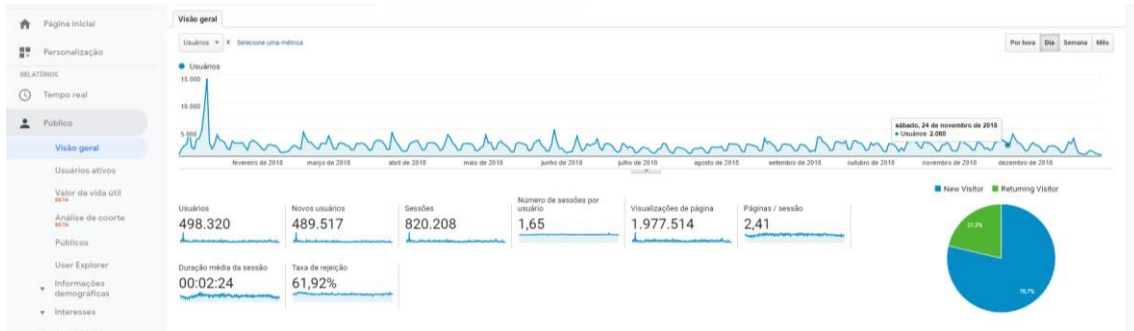 Página inicial
Personalização
RELATÓRIOS
Tempo real
Público
Visão geral
Usuários ativos
Valor da vida útil
BETA
Análise de coorte
BETA
Públicos
User Explorer
Informações
demográficas
Interesses
Visão geral
Usuários
Selecione uma métrica
Por hora Dia Semana Mês
Usuários
15.000
10.000
5.000
sábado, 24 de novembro de 2018
Usuários: 2.060
fevereiro de 2018 março de 2018 abril de 2018 maio de 2018 junho de 2018 julho de 2018 agosto de 2018 setembro de 2018 outubro de 2018 novembro de 2018 dezembro de 2018
New Visitor Returning Visitor
Usuários
498.320
Novos usuários
489.517
Sessões
820.208
Número de sessões por
usuário
1,65
Visualizações de página
1.977.514
Páginas / sessão
2,41
Duração média da sessão
00:02:24
Taxa de rejeição
61,92%
21,3%
78,7%